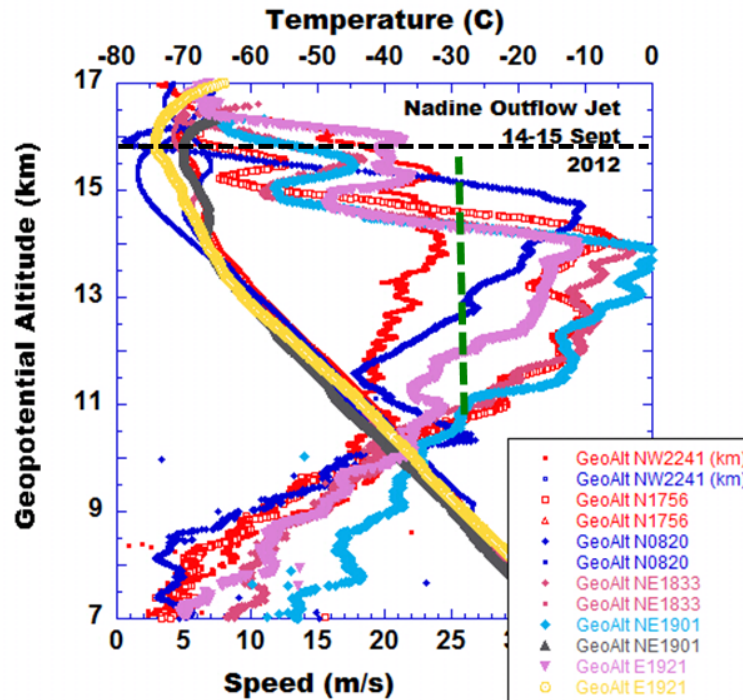 Temperature (C)
-80 -70 -60 -50 -40 -30 -20 -10 0
17
Nadine Outflow Jet
14-15 Sept
2012
15
13
11
9
7
Geopotential Altitude (km)
0 5 10 15 20 25
Speed (m/s)
GeoAlt NW2241 (km)
GeoAlt NW2241 (km)
GeoAlt N1756
GeoAlt N1756
GeoAlt N0820
GeoAlt N0820
GeoAlt NE1833
GeoAlt NE1833
GeoAlt NE1901
GeoAlt NE1901
GeoAlt E1921
GeoAlt E1921